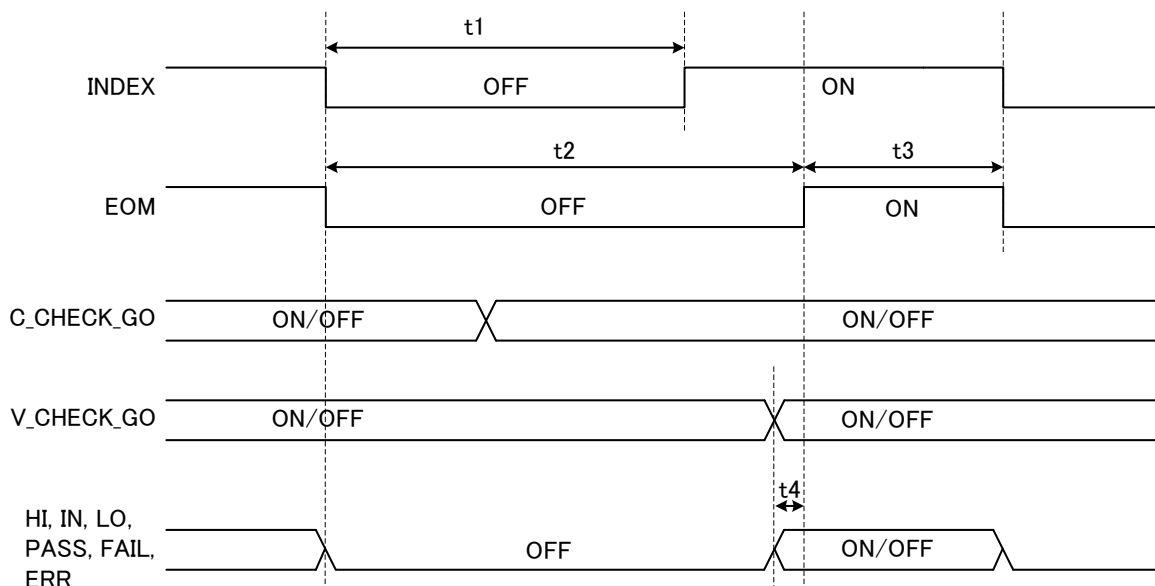 t1
INDEX OFF ON
t2 t3
EOM OFF ON
C_CHECK_GO ON/OFF ON/OFF
V_CHECK_GO ON/OFF ON/OFF
t4
HI, IN, LO,
PASS, FAIL, OFF ON/OFF
ERR